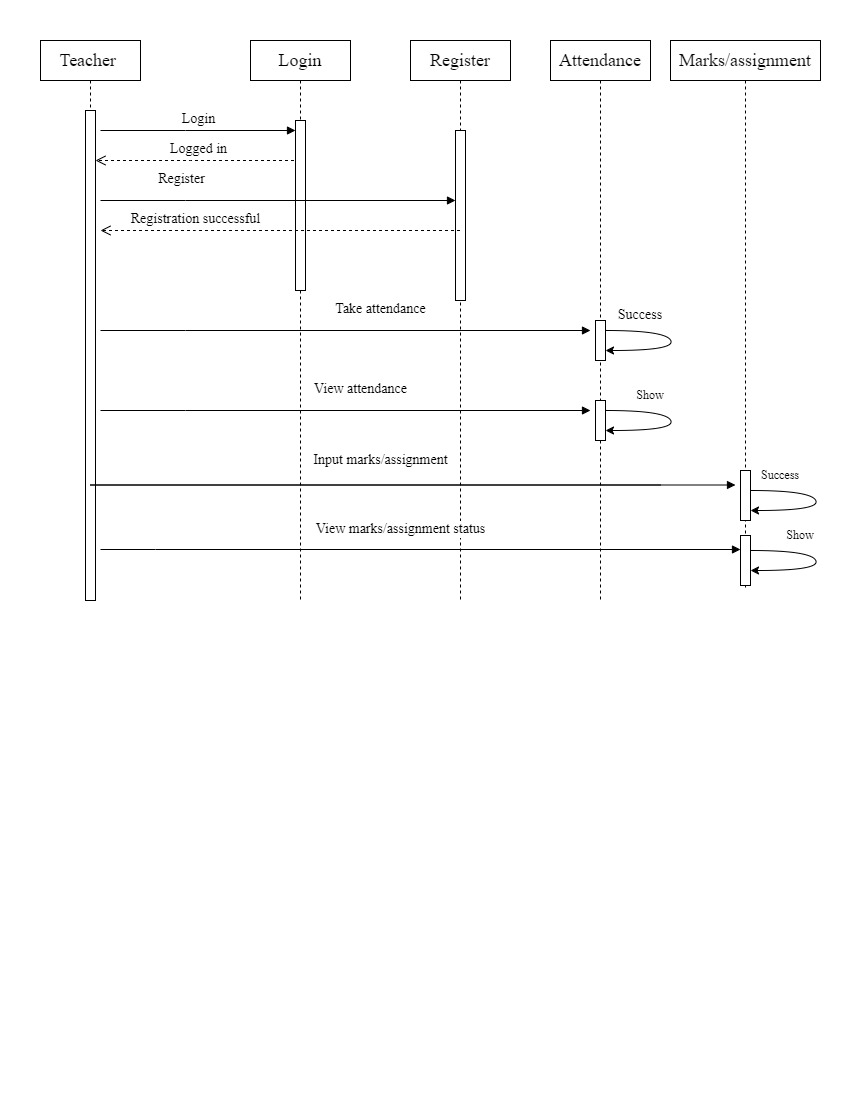 Teacher
Login
Register
Attendance
Marks/assignment
Login
Logged in
Register
Registration successful
Take attendance
Success
View attendance
Show
Input marks/assignment
Success
View marks/assignment status
Show